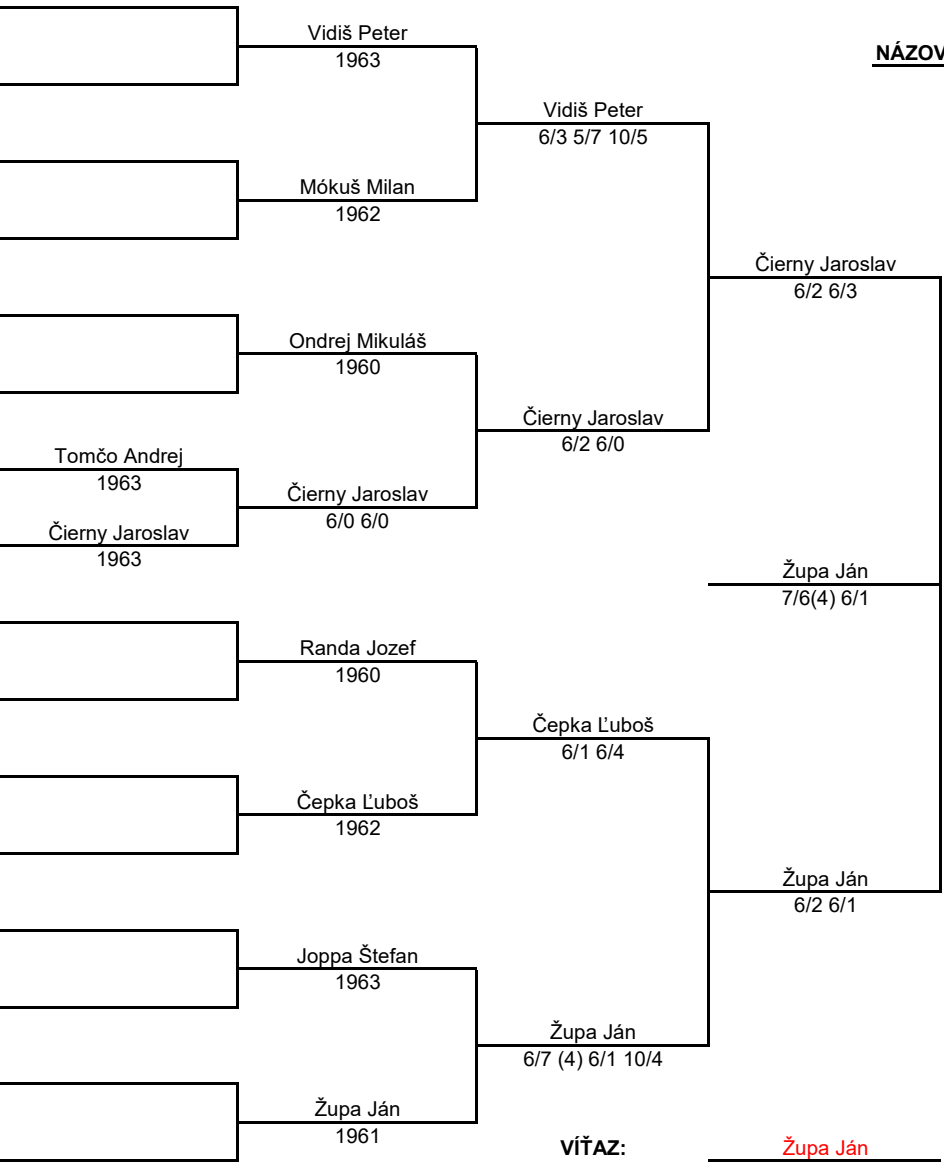 Vidiš Peter
1963
NÁZOV
Vidiš Peter
6/3 5/7 10/5
Mókuš Milan
1962
Čierny Jaroslav
6/2 6/3
Ondrej Mikuláš
1960
Čierny Jaroslav
6/2 6/0
Tomčo Andrej
1963
Čierny Jaroslav
6/0 6/0
Čierny Jaroslav
1963
Župa Ján
7/6(4) 6/1
Randa Jozef
1960
Čepka Ľuboš
6/1 6/4
Čepka Ľuboš
1962
Župa Ján
6/2 6/1
Joppa Štefan
1963
Župa Ján
6/7 (4) 6/1 10/4
Župa Ján
1961
VÍŤAZ:
Župa Ján